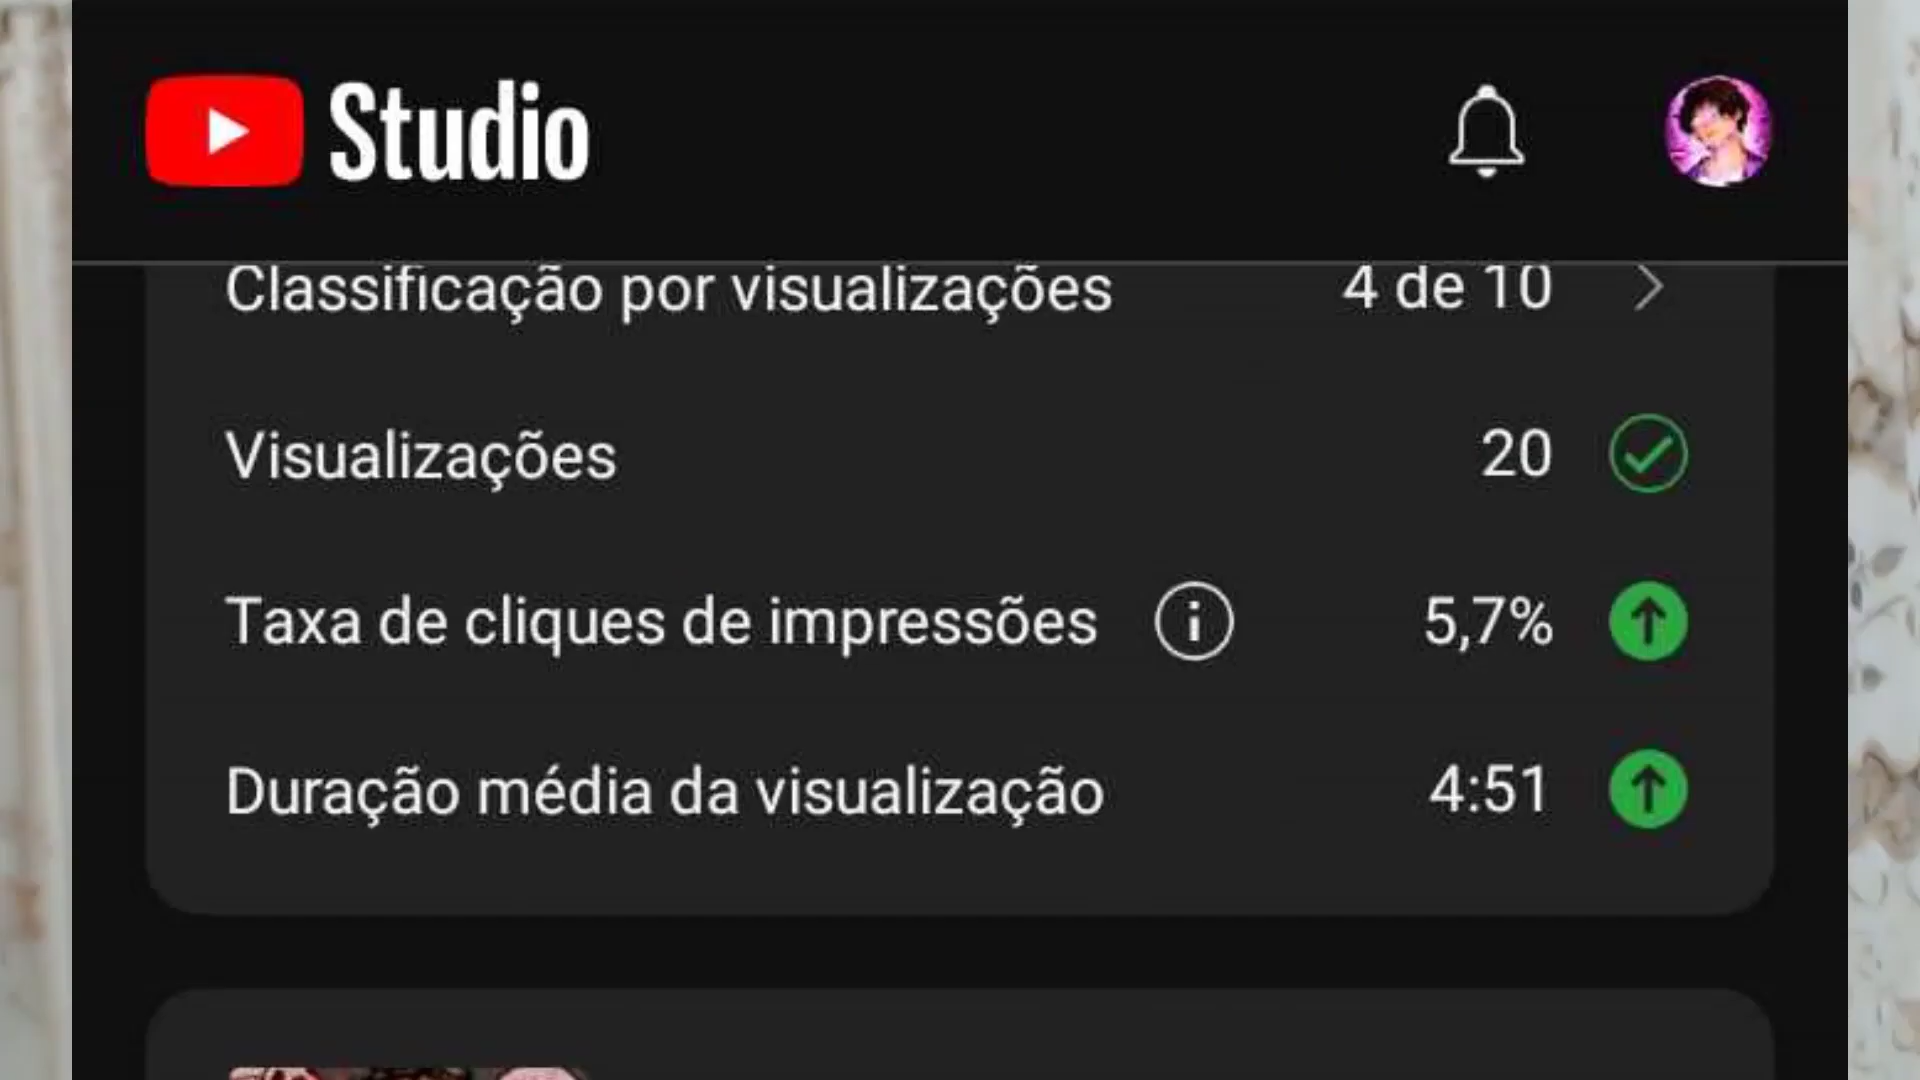 Studio
Classificação por visualizações 4 de 10
Visualizações 20
Taxa de cliques de impressões i 5,7%
Duração média da visualização 4:51